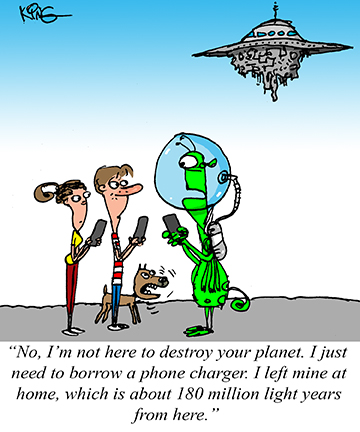 KING
“No, I’m not here to destroy your planet. I just
need to borrow a phone charger. I left mine at
home, which is about 180 million light years
from here.”